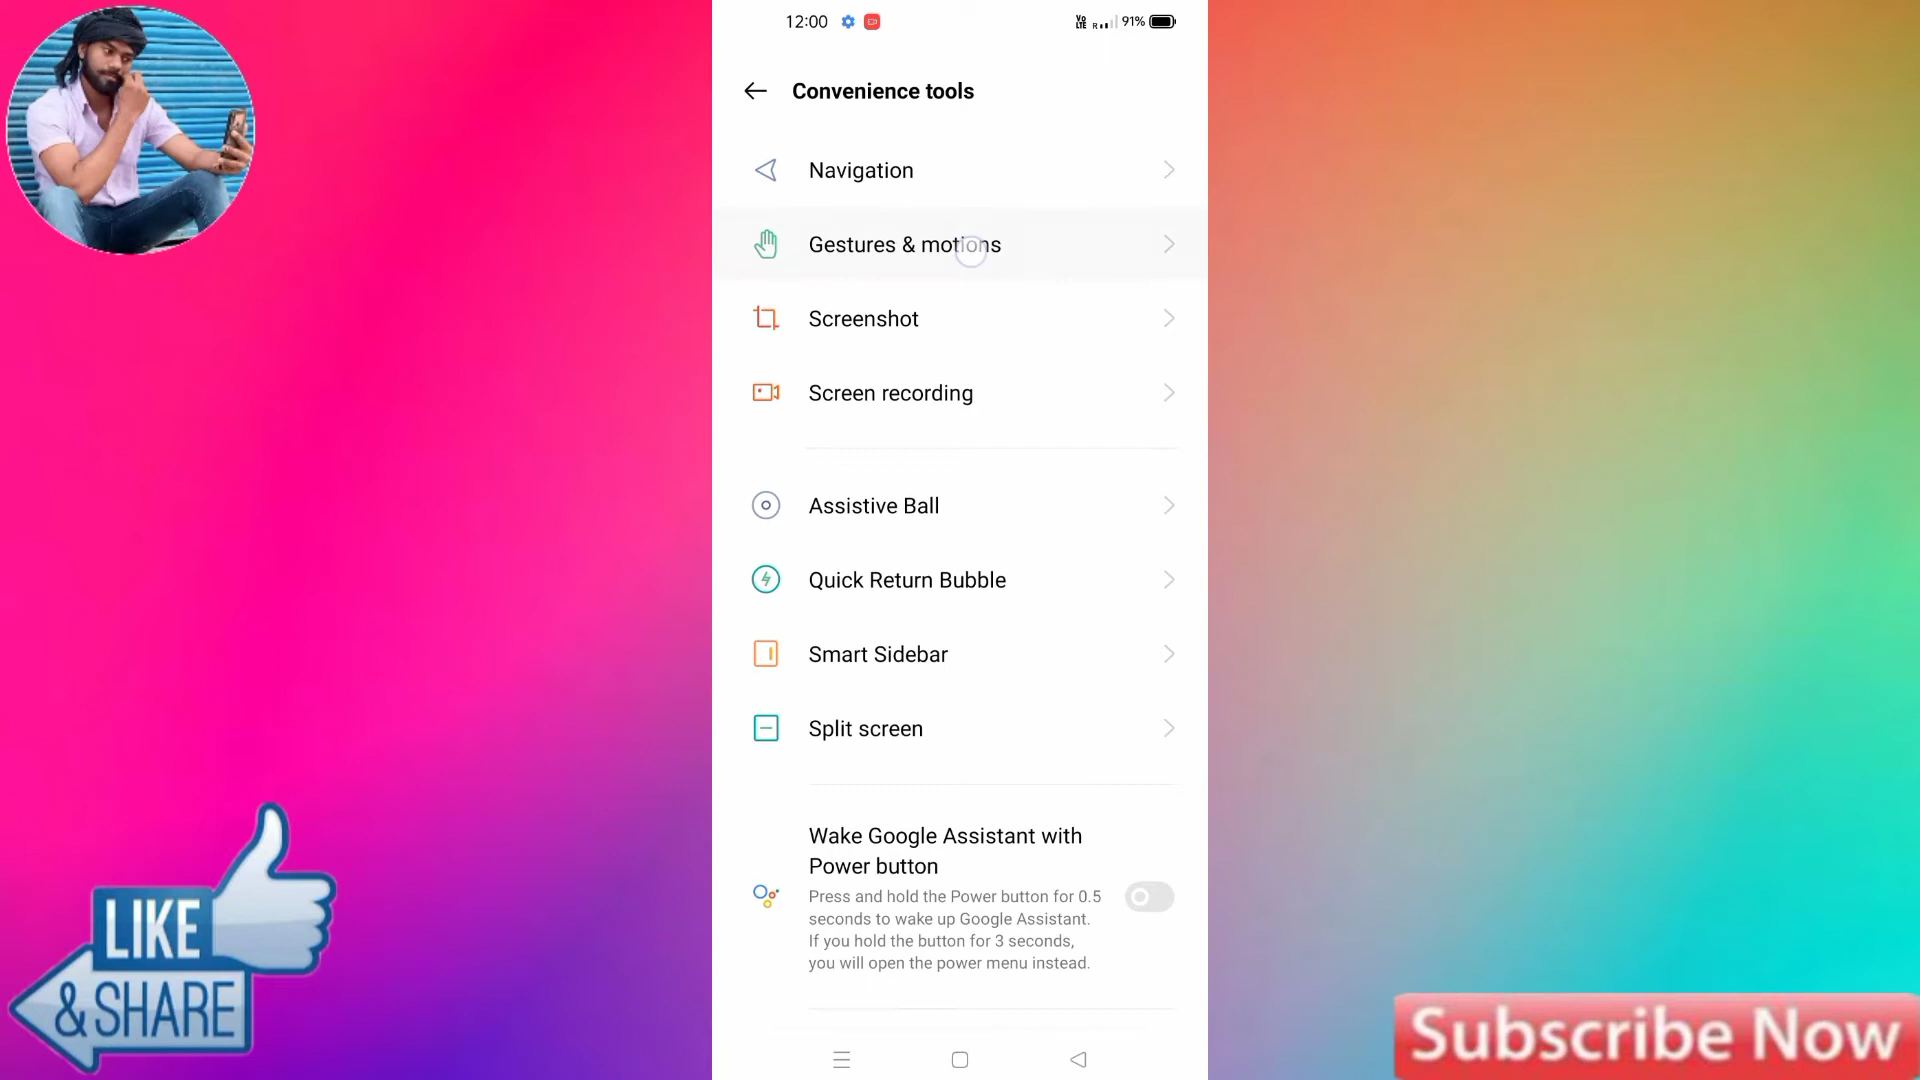 12:00
Vo
LTE R 91%
Convenience tools
Navigation
Gestures & motions
Screenshot
Screen recording
Assistive Ball
Quick Return Bubble
Smart Sidebar
Split screen
Wake Google Assistant with
Power button
Press and hold the Power button for 0.5
seconds to wake up Google Assistant.
If you hold the button for 3 seconds,
you will open the power menu instead.
LIKE
& SHARE
Subscribe Now